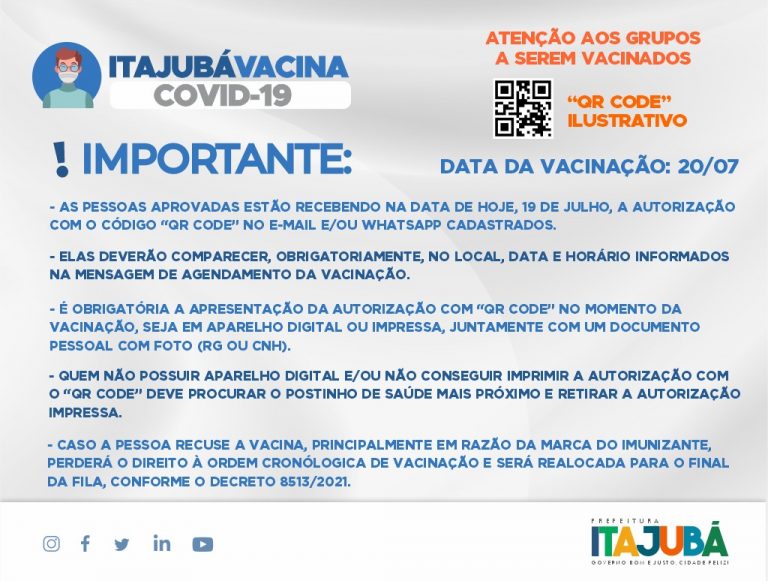 ITAJUBÁVACINA
COVID-19
ATENÇÃO AOS GRUPOS
A SEREM VACINADOS
“QR CODE”
ILUSTRATIVO
! IMPORTANTE:
DATA DA VACINAÇÃO: 20/07
- AS PESSOAS APROVADAS ESTÃO RECEBENDO NA DATA DE HOJE, 19 DE JULHO, A AUTORIZAÇÃO
COM O CÓDIGO “QR CODE” NO E-MAIL E/OU WHATSAPP CADASTRADOS.
- ELAS DEVERÃO COMPARECER, OBRIGATORIAMENTE, NO LOCAL, DATA E HORÁRIO INFORMADOS
NA MENSAGEM DE AGENDAMENTO DA VACINAÇÃO.
- É OBRIGATÓRIA A APRESENTAÇÃO DA AUTORIZAÇÃO COM “QR CODE” NO MOMENTO DA
VACINAÇÃO, SEJA EM APARELHO DIGITAL OU IMPRESSA, JUNTAMENTE COM UM DOCUMENTO
PESSOAL COM FOTO (RG OU CNH).
- QUEM NÃO POSSUIR APARELHO DIGITAL E/OU NÃO CONSEGUIR IMPRIMIR A AUTORIZAÇÃO COM
O “QR CODE” DEVE PROCURAR O POSTINHO DE SAÚDE MAIS PRÓXIMO E RETIRAR A AUTORIZAÇÃO
IMPRESSA.
- CASO A PESSOA RECUSE A VACINA, PRINCIPALMENTE EM RAZÃO DA MARCA DO IMUNIZANTE,
PERDERÁ O DIREITO À ORDEM CRONÓLOGICA DE VACINAÇÃO E SERÁ REALOCADA PARA O FINAL
DA FILA, CONFORME O DECRETO 8513/2021.
PREFEITURA
ITAJUBÁ
GOVERNO BOM E JUSTO, CIDADE FELIZ!